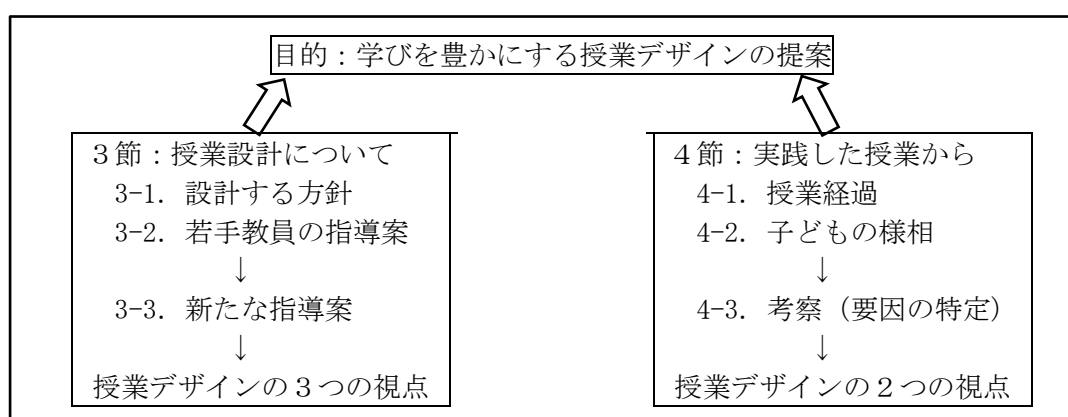 目的：学びを豊かにする授業デザインの提案
３節：授業設計について
3-1．設計する方針
3-2．若手教員の指導案
↓
3-3．新たな指導案
↓
授業デザインの３つの視点
４節：実践した授業から
4-1．授業経過
4-2．子どもの様相
↓
4-3．考察（要因の特定）
↓
授業デザインの２つの視点